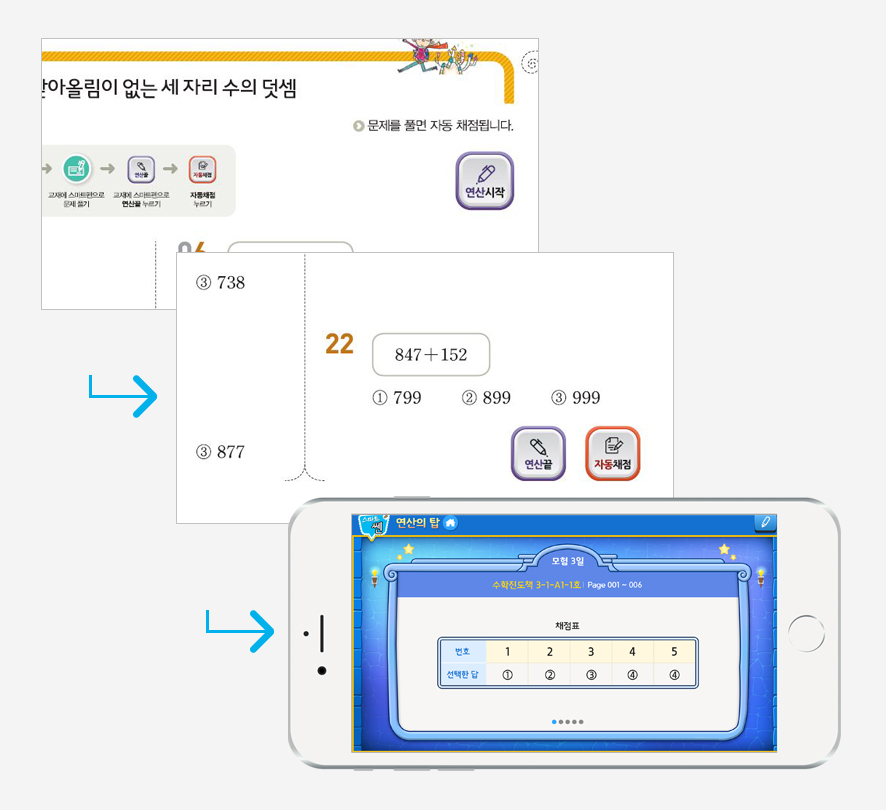 받아올림이 없는 세 자리 수의 덧셈
문제를 풀면 자동 채점됩니다.
연산끝
자동채점
연산시작
교재에 스마트펜으로
문제 풀기
교재에 스마트펜으로
연산끝 누르기
자동채점
누르기
③ 738
22
847+152
① 799
② 899
③ 999
③ 877
연산끝
자동채점
스마트
쎈
연산의 탑
모험 3일
수학진도책 3-1-A1-1호 | Page 001 ~ 006
채점표
번호 1 2 3 4 5
선택한 답 ① ② ③ ④ ④